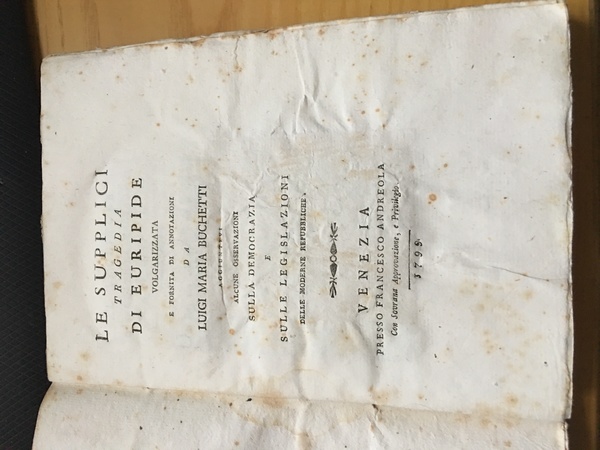 LE SUPPLICI
TRAGEDIA
DI EURIPIDE
VOLGARIZZATA
E FORNITA DI ANNOTAZIONI
DA
LUIGI MARIA BUCHETTI
AGGIUNTEVI
ALCUNE OSSERVAZIONI
SULLA DEMOCRAZIA,
E
SULLE LEGISLAZIONI
DELLE MODERNE REPUBBLICHE.
VENEZIA
PRESSO FRANCESCO ANDREOLA
Con Sovrana Approvazione, e Privilegio
1799